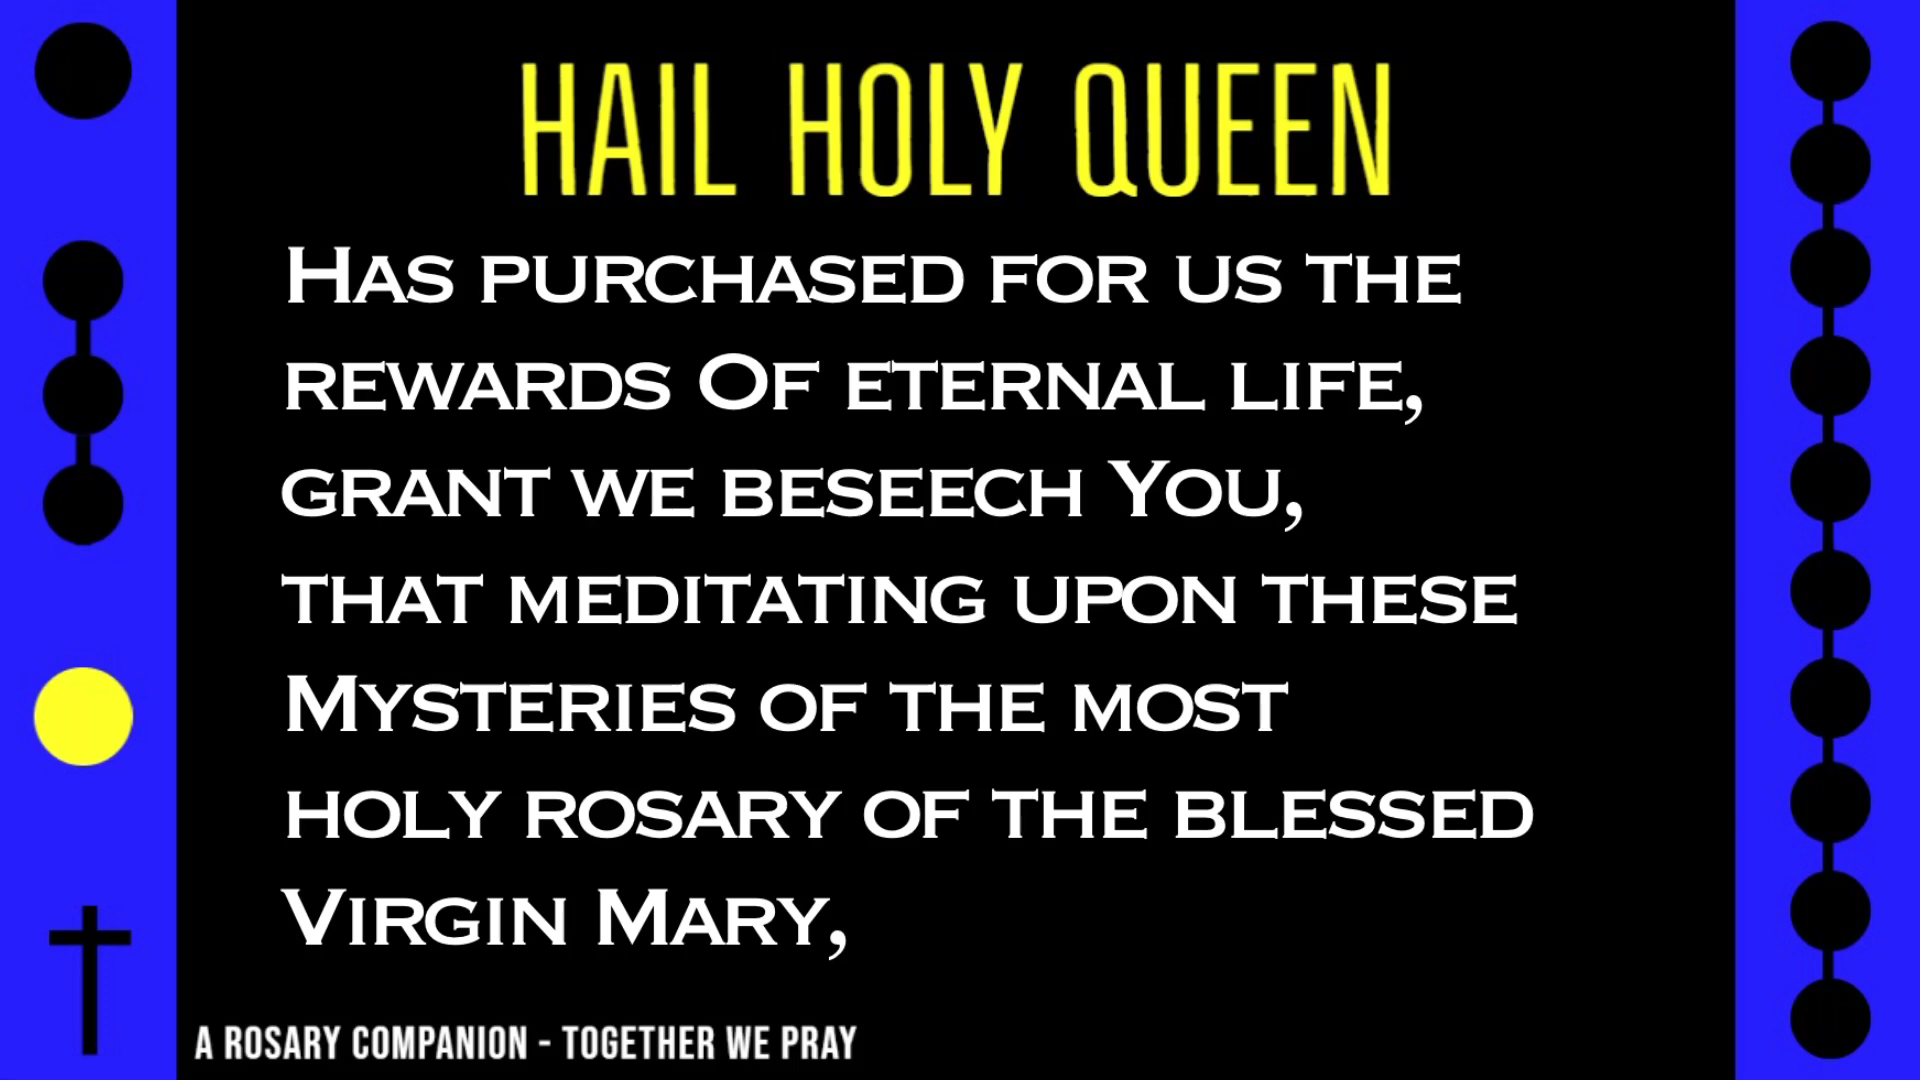 HAIL HOLY QUEEN
Has purchased for us the
rewards Of eternal life,
grant we beseech You,
that meditating upon these
Mysteries of the most
holy rosary of the blessed
Virgin Mary,
A ROSARY COMPANION - TOGETHER WE PRAY